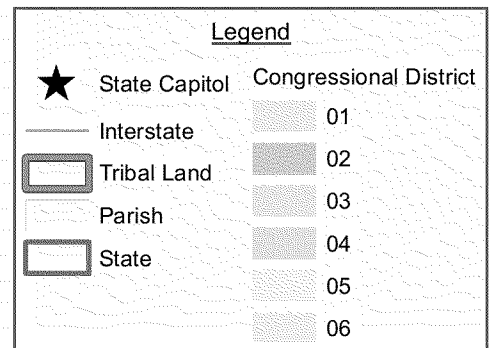 Legend
State Capitol
Interstate
Tribal Land
Parish
State
Congressional District
01
02
03
04
05
06